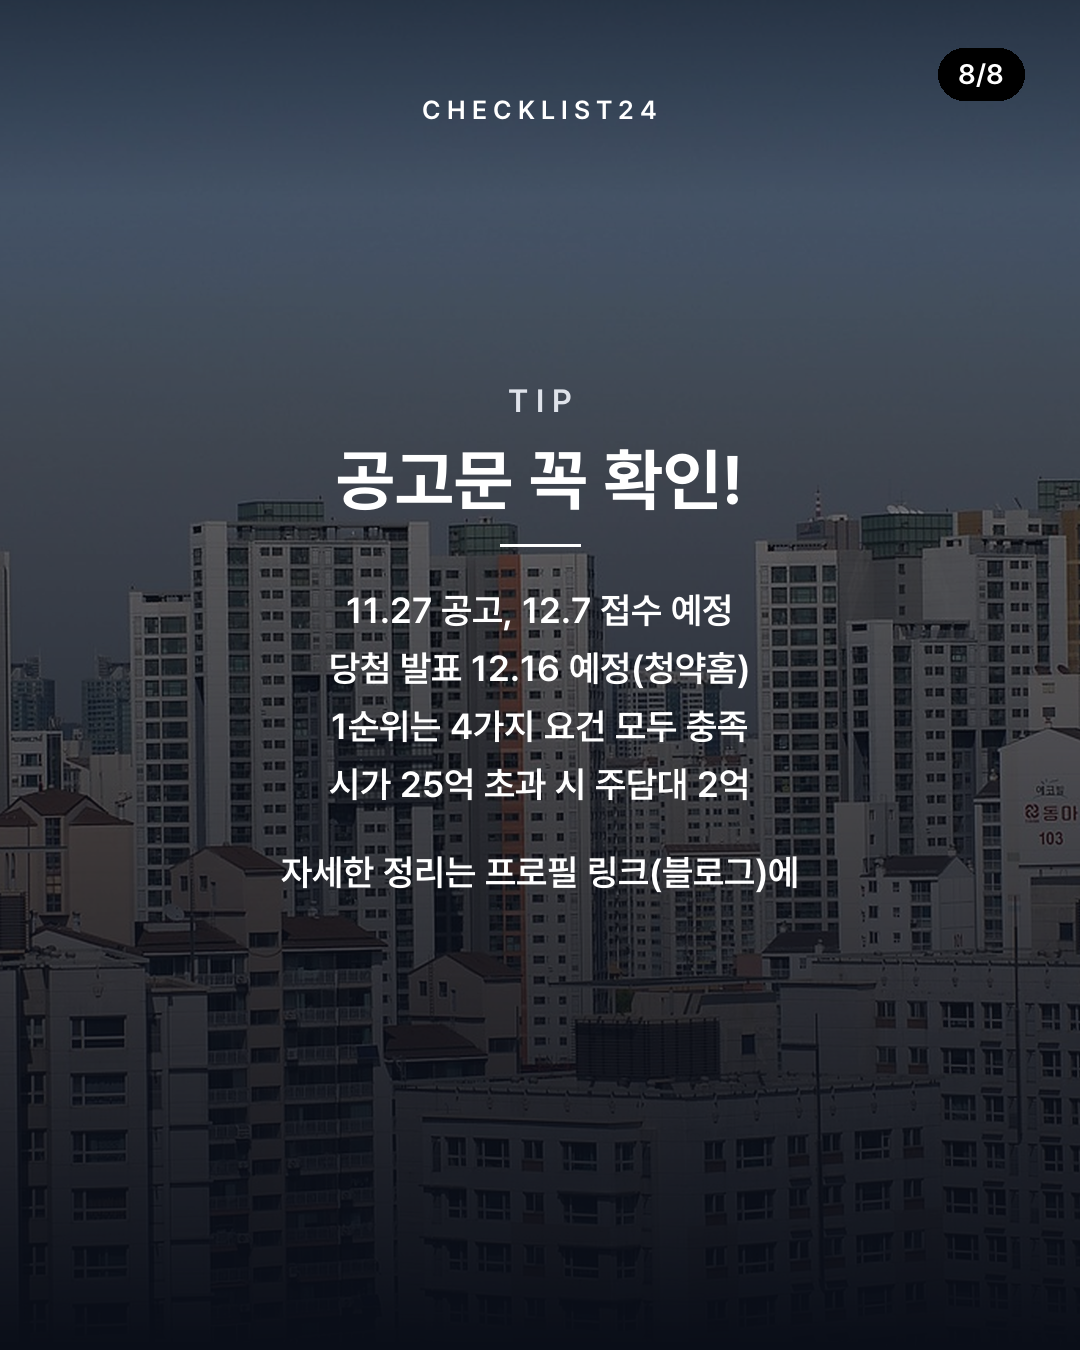 8/8
CHECKLIST24
TIP
공고문 꼭 확인!
11.27 공고, 12.7 접수 예정
당첨 발표 12.16 예정(청약홈)
1순위는 4가지 요건 모두 충족
시가 25억 초과 시 주담대 2억
자세한 정리는 프로필 링크(블로그)에
에코빌
동아
103